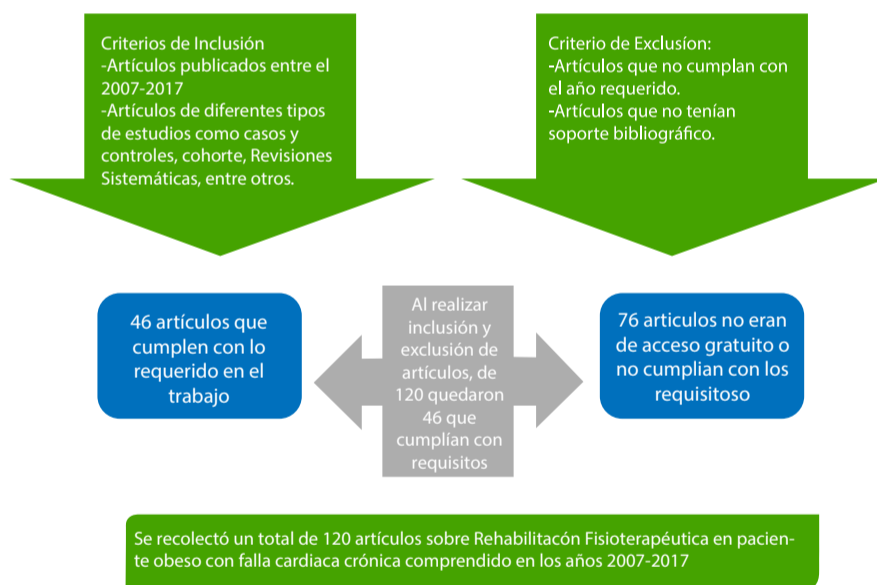 Criterios de Inclusión
-Artículos publicados entre el
2007-2017
-Artículos de diferentes tipos
de estudios como casos y
controles, cohorte, Revisiones
Sistemáticas, entre otros.
Criterio de Exclusíon:
-Artículos que no cumplan con
el año requerido.
-Artículos que no tenían
soporte bibliográfico.
46 artículos que
cumplen con lo
requerido en el
trabajo
Al realizar
inclusión y
exclusión de
artículos, de
120 quedaron
46 que
cumplían con
requisitos
76 articulos no eran
de acceso gratuito o
no cumplian con los
requisitoso
Se recolectó un total de 120 artículos sobre Rehabilitacón Fisioterapéutica en pacien-
te obeso con falla cardiaca crónica comprendido en los años 2007-2017